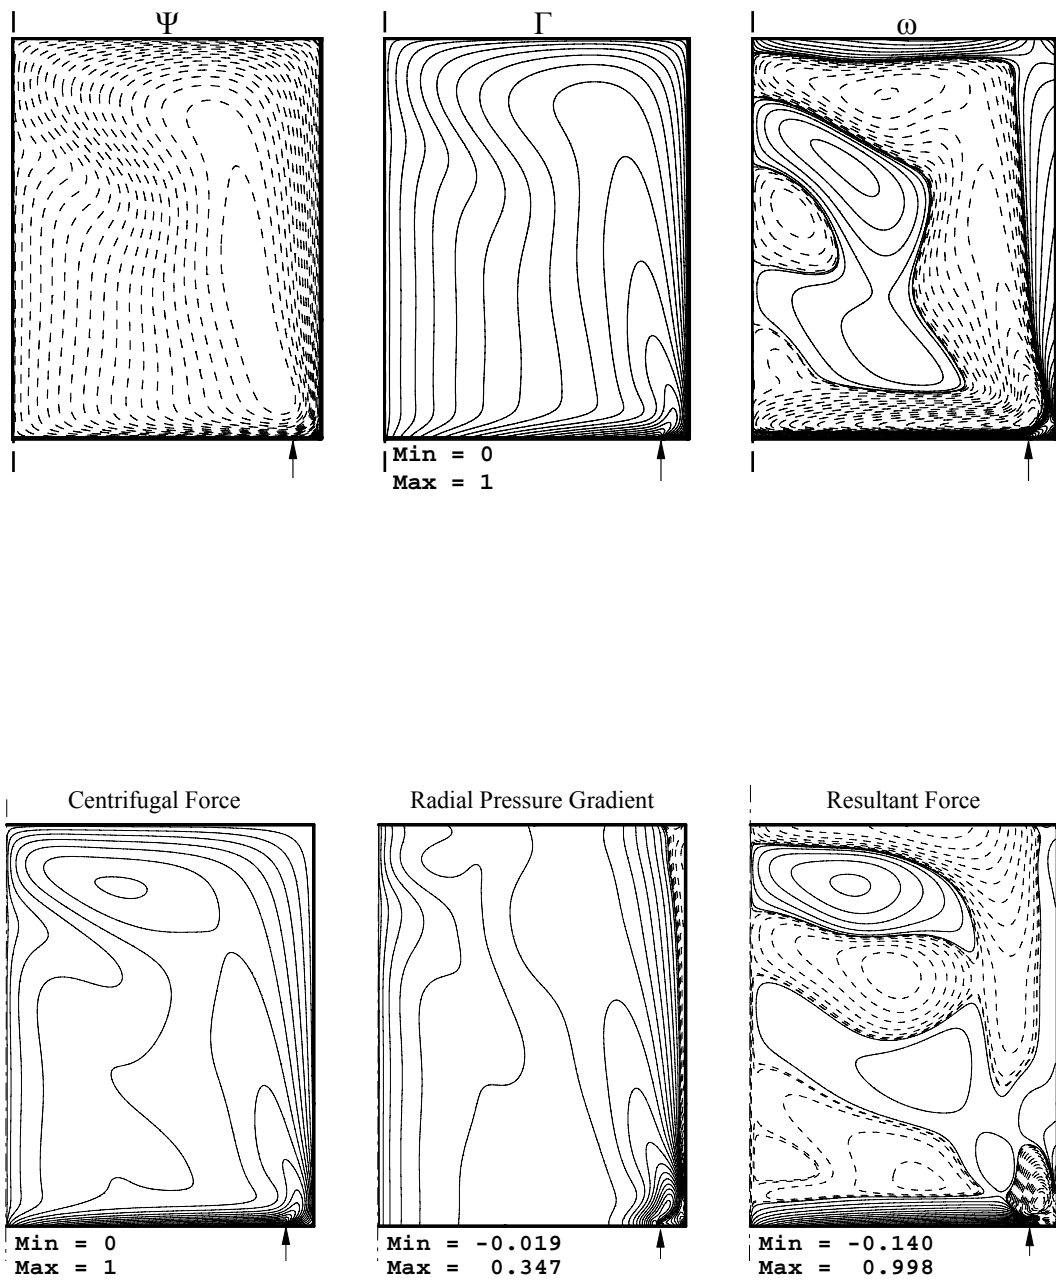 Ψ Γ ω
Min = 0
Max = 1
Centrifugal Force Radial Pressure Gradient Resultant Force
Min = 0 Min = -0.019 Min = -0.140
Max = 1 Max = 0.347 Max = 0.998